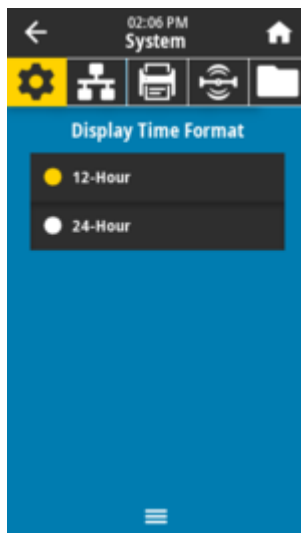 02:06 PM
System
Display Time Format
12-Hour
24-Hour